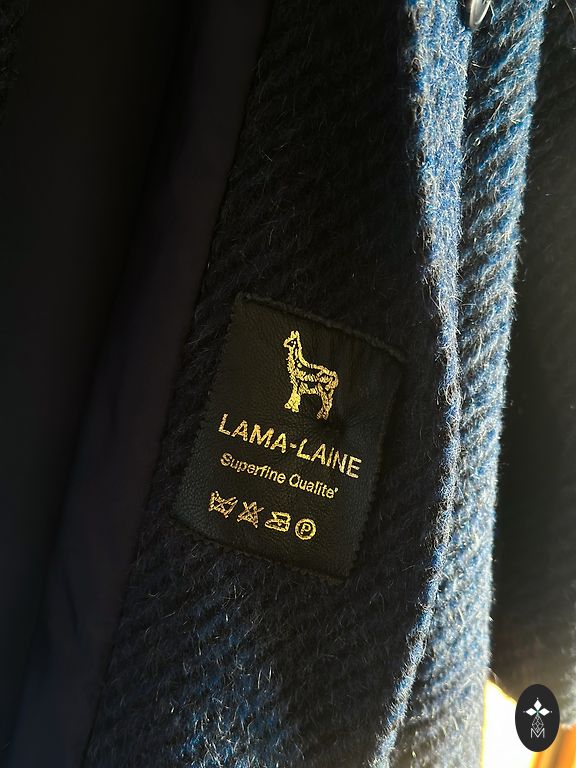 LAMA-LAINE
Superfine Qualite'
P
M